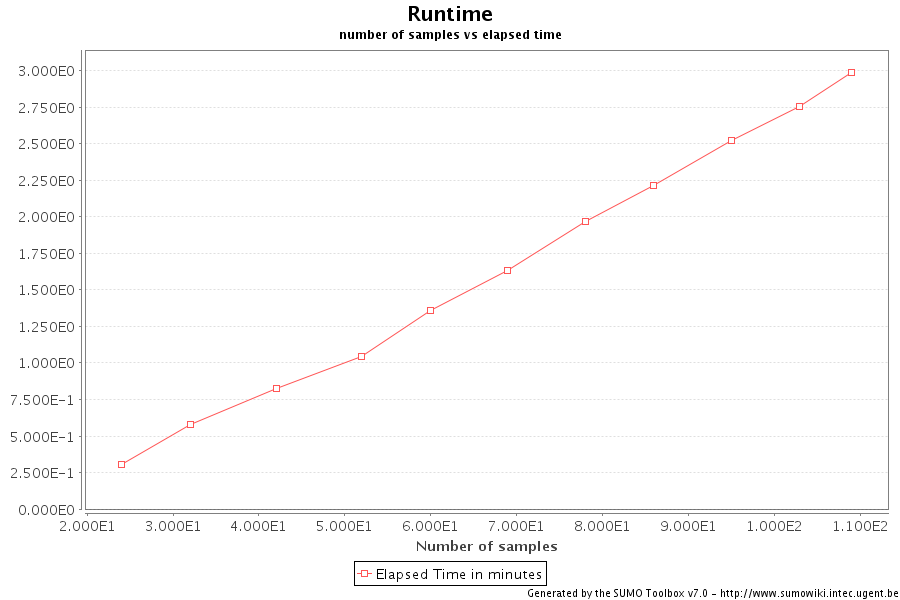 Runtime
number of samples vs elapsed time
3.000E0
2.750E0
2.500E0
2.250E0
2.000E0
1.750E0
1.500E0
1.250E0
1.000E0
7.500E-1
5.000E-1
2.500E-1
0.000E0
2.000E1 3.000E1 4.000E1 5.000E1 6.000E1 7.000E1 8.000E1 9.000E1 1.000E2 1.100E2
Number of samples
Elapsed Time in minutes
Generated by the SUMO Toolbox v7.0 - http://www.sumowiki.intec.ugent.be